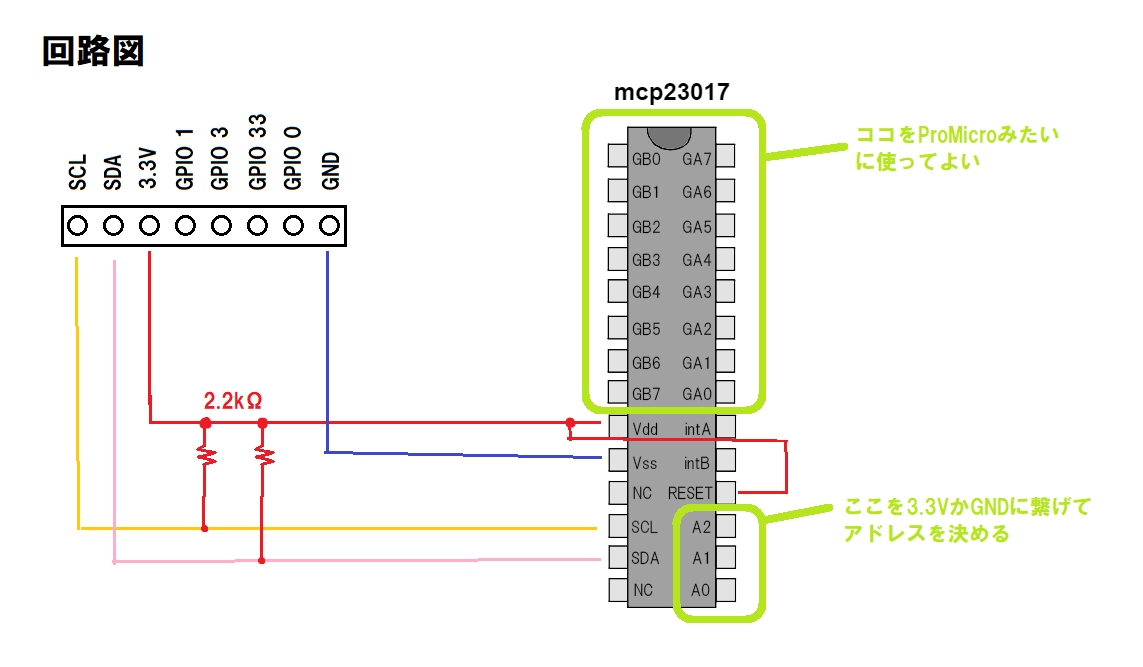 回路図
mcp23017
SCL
SDA
3.3V
GPIO 1
GPIO 3
GPIO 33
GPIO 0
GND
ココをProMicroみたい
に使ってよい
GB0 GA7
GB1 GA6
GB2 GA5
GB3 GA4
GB4 GA3
GB5 GA2
GB6 GA1
GB7 GA0
2.2kΩ
Vdd intA
Vss intB
NC RESET
SCL A2
SDA A1
NC A0
ここを3.3VかGNDに繋げて
アドレスを決める